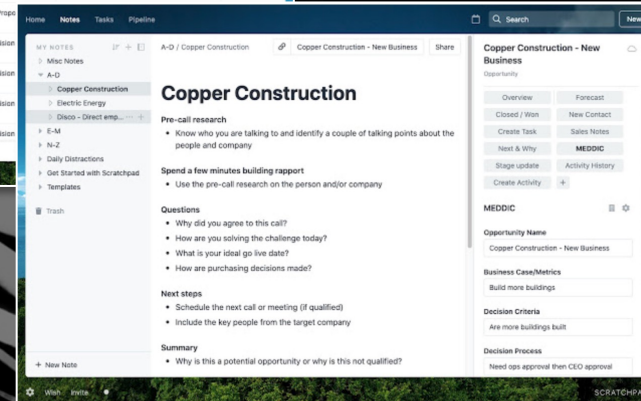 Home Notes Tasks Pipeline
Search
New
MY NOTES
Misc Notes
A-D
Copper Construction
Electric Energy
Disco - Direct emp...
E-M
N-Z
Daily Distractions
Get Started with Scratchpad
Templates
Trash
+ New Note
Wish Invite
A-D / Copper Construction
Copper Construction - New Business
Share
Copper Construction
Pre-call research
• Know who you are talking to and identify a couple of talking points about the
people and company
Spend a few minutes building rapport
• Use the pre-call research on the person and/or company
Questions
• Why did you agree to this call?
• How are you solving the challenge today?
• What is your ideal go live date?
• How are purchasing decisions made?
Next steps
• Schedule the next call or meeting (if qualified)
• Include the key people from the target company
Summary
• Why is this a potential opportunity or why is this not qualified?
Copper Construction - New
Business
Opportunity
Overview Forecast
Closed / Won New Contact
Create Task Sales Notes
Next & Why MEDDIC
Stage update Activity History
Create Activity +
MEDDIC
Opportunity Name
Copper Construction - New Business
Business Case/Metrics
Build more buildings
Decision Criteria
Are more buildings built
Decision Process
Need ops approval then CEO approval
SCRATCHPA